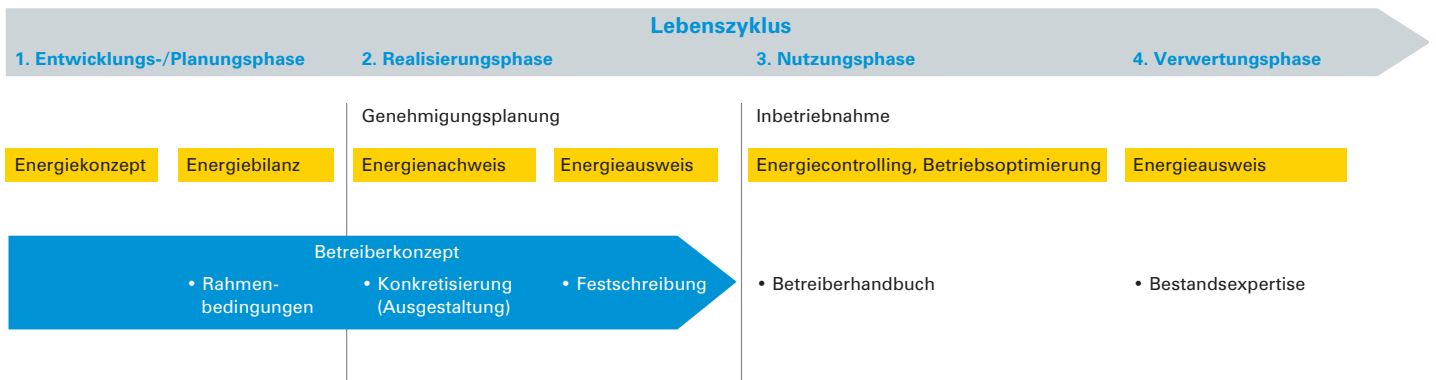 Lebenszyklus
1. Entwicklungs-/Planungsphase 2. Realisierungsphase 3. Nutzungsphase 4. Verwertungsphase
Genehmigungsplanung Inbetriebnahme
Energiekonzept Energiebilanz Energienachweis Energieausweis Energiecontrolling, Betriebsoptimierung Energieausweis
Betreiberkonzept
• Rahmen- • Konkretisierung • Festschreibung • Betreiberhandbuch • Bestandsexpertise
bedingungen (Ausgestaltung)